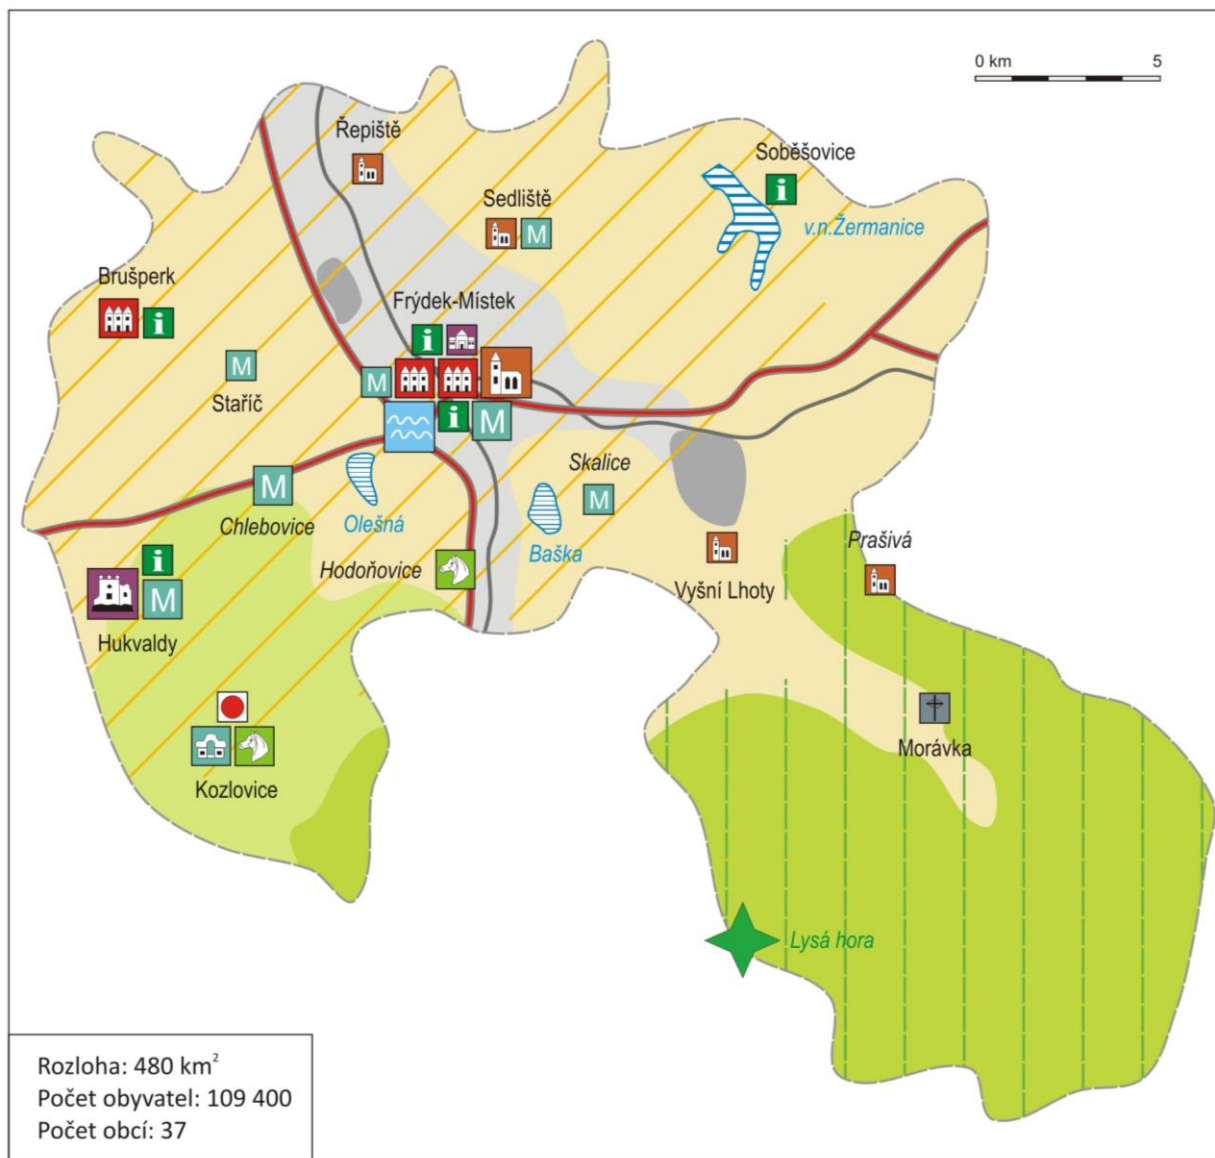 0 km 5
Řepiště
Soběšovice
Sedliště
M
v.n.Žermanice
Brušperk
i
i
Frýdek-Místek
i
M
Staříč
M
i
M
Skalice
M
M
Chlebovice
Olešná
Baška
Hodoňovice
Prašivá
i
M
Vyšní Lhoty
Hukvaldy
Morávka
Kozlovice
Lysá hora
Rozloha: 480 km²
Počet obyvatel: 109 400
Počet obcí: 37